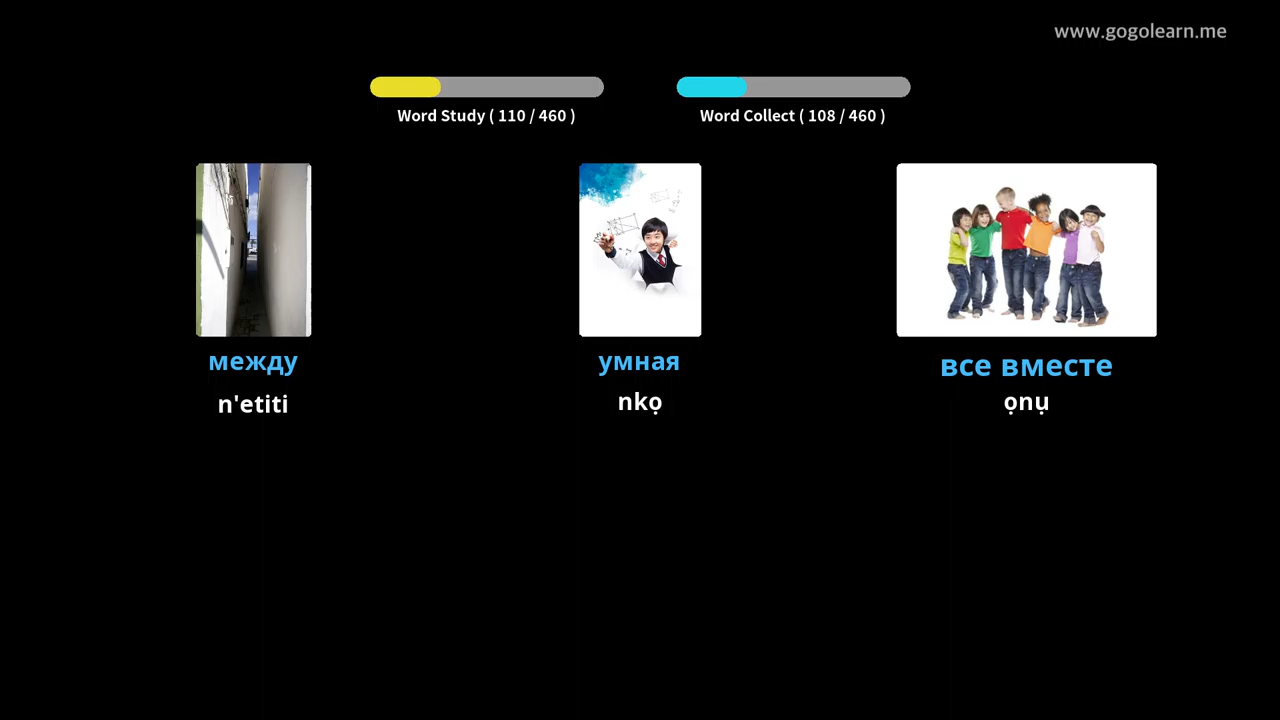 www.gogolearn.me
Word Study ( 110 / 460 )
Word Collect ( 108 / 460 )
между
умная
все вместе
n'etiti
nkọ
ọnụ